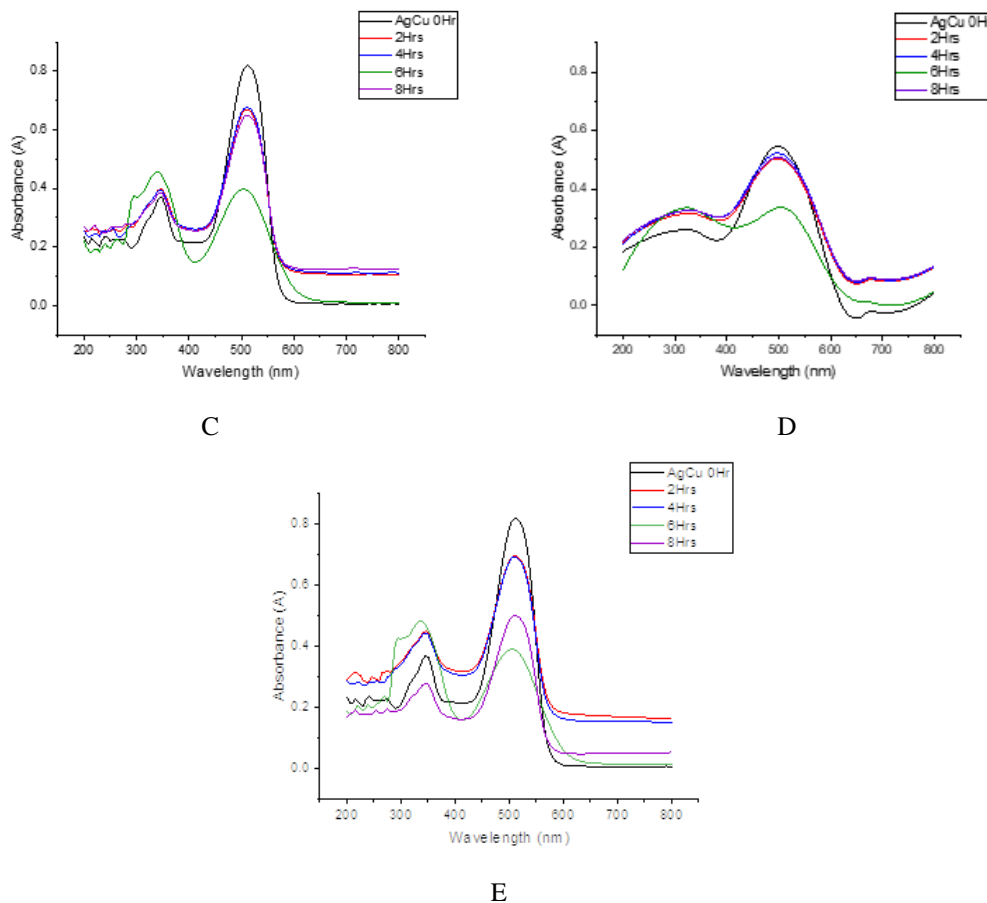 AgCu 0Hr
2Hrs
4Hrs
6Hrs
8Hrs
0.8
0.6
0.4
0.2
0.0
Absorbance (A)
200 300 400 500 600 700 800
Wavelength (nm)
C
AgCu 0Hr
2Hrs
4Hrs
6Hrs
8Hrs
0.8
0.6
0.4
0.2
0.0
Absorbance (A)
200 300 400 500 600 700 800
Wavelength (nm)
D
AgCu 0Hr
2Hrs
4Hrs
6Hrs
8Hrs
0.8
0.6
0.4
0.2
0.0
Absorbance (A)
200 300 400 500 600 700 800
Wavelength (nm)
E